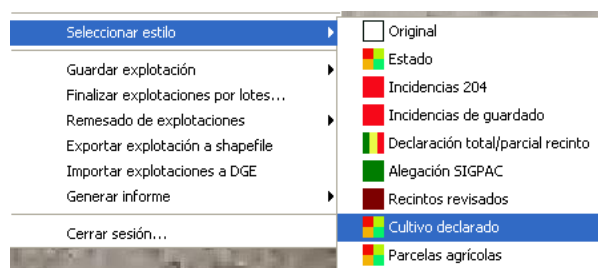 Seleccionar estilo
Guardar explotación
Finalizar explotaciones por lotes...
Remesado de explotaciones
Exportar explotación a shapefile
Importar explotaciones a DGE
Generar informe
Cerrar sesión...
Original
Estado
Incidencias 204
Incidencias de guardado
Declaración total/parcial recinto
Alegación SIGPAC
Recintos revisados
Cultivo declarado
Parcelas agrícolas